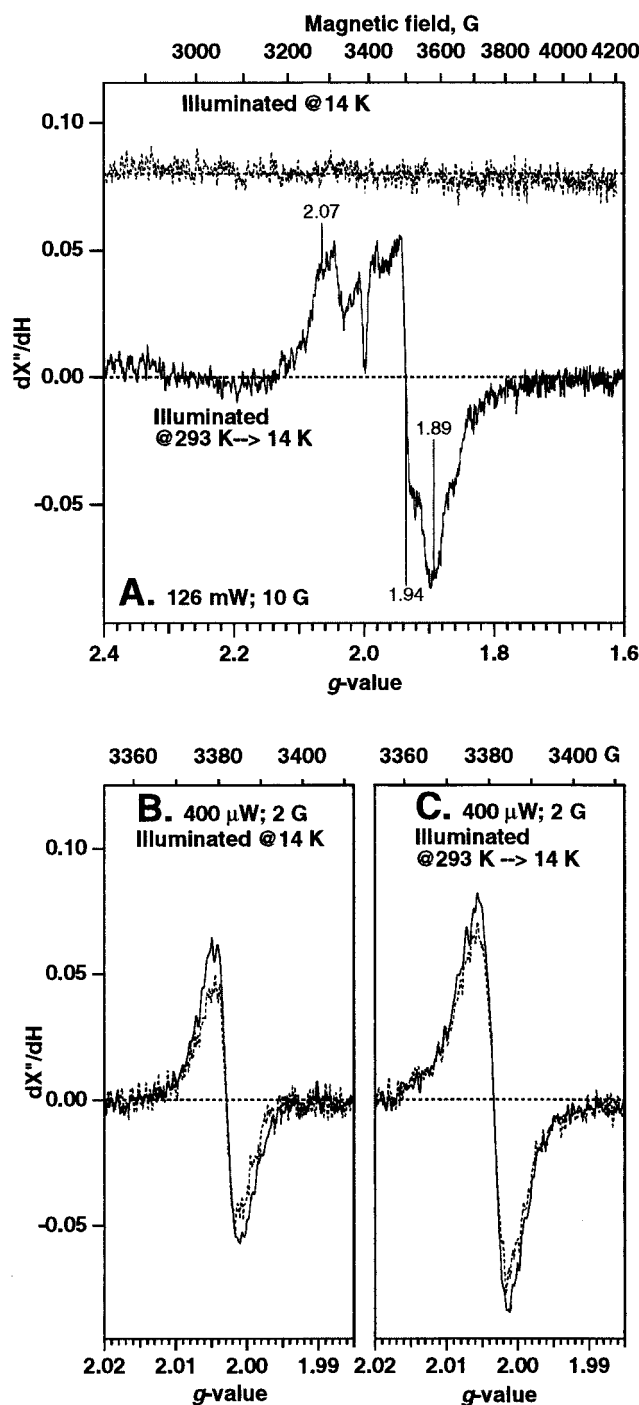 Magnetic field, G
3000 3200 3400 3600 3800 4000 4200
Illuminated @14 K
0.10
2.07
0.05
dX"/dH
0.00
Illuminated
@293 K--> 14 K
1.89
-0.05
A. 126 mW; 10 G
1.94
2.4 2.2 2.0 1.8 1.6
g-value
3360 3380 3400
3360 3380 3400 G
B. 400 µW; 2 G
Illuminated @14 K
C. 400 µW; 2 G
Illuminated
@293 K --> 14 K
0.10
0.05
dX"/dH
0.00
-0.05
2.02 2.01 2.00 1.99
2.02 2.01 2.00 1.99
g-value
g-value